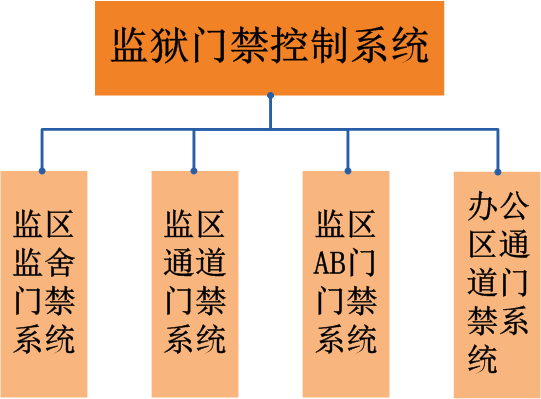 监狱门禁控制系统
监区
监舍
门禁
系统
监区
通道
门禁
系统
监区
AB门
门禁
系统
办公
区通
道门
禁系
统